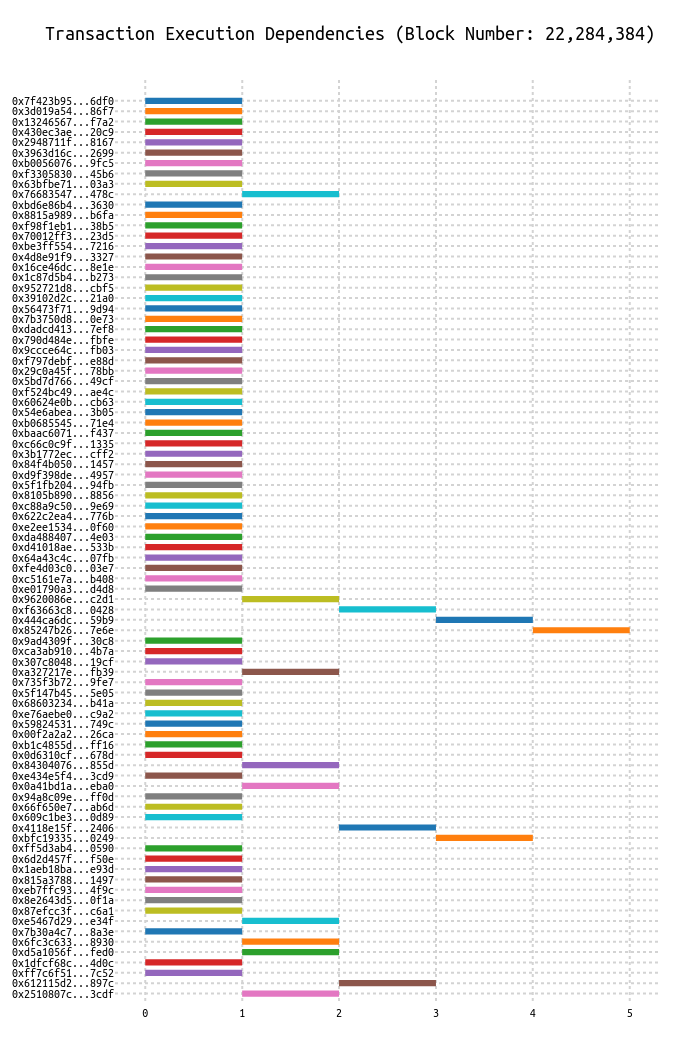 Transaction Execution Dependencies (Block Number: 22,284,384)
0x7f423b95...6df0
0x3d019a54...86f7
0x13246567...f7a2
0x430ec3ae...20c9
0x2948711f...8167
0x3963d16c...2699
0xb0056076...9fc5
0xf3305830...45b6
0x63bfbe71...03a3
0x76683547...478c
0xbd6e86b4...3630
0x8815a989...b6fa
0xf98f1eb1...38b5
0x70012ff3...23d5
0xbe3ff554...7216
0x4d8e91f9...3327
0x16ce46dc...8e1e
0x1c87d5b4...b273
0x952721d8...cbf5
0x39102d2c...21a0
0x56473f71...9d94
0x7b3750d8...0e73
0xdadcd413...7ef8
0x790d484e...fbfe
0x9ccce64c...fb03
0xf797debf...e88d
0x29c0a45f...78bb
0x5bd7d766...49cf
0xf524bc49...ae4c
0x60624e0b...cb63
0x54e6abea...3b05
0xb0685545...71e4
0xbaac6071...f437
0xc66c0c9f...1335
0x3b1772ec...cff2
0x84f4b050...1457
0xd9f398de...4957
0x5f1fb204...94fb
0x8105b890...8856
0xc88a9c50...9e69
0x622c2ea4...776b
0xe2ee1534...0f60
0xda488407...4e03
0xd41018ae...533b
0x64a43c4c...07fb
0xfe4d03c0...03e7
0xc5161e7a...b408
0xe01790a3...d4d8
0x9620086e...c2d1
0xf63663c8...0428
0x444ca6dc...59b9
0x85247b26...7e6e
0x9ad4309f...30c8
0xca3ab910...4b7a
0x307c8048...19cf
0xa327217e...fb39
0x735f3b72...9fe7
0x5f147b45...5e05
0x68603234...b41a
0xe76aebe0...c9a2
0x59824531...749c
0x00f2a2a2...26ca
0xb1c4855d...ff16
0x0d6310cf...678d
0x84304076...855d
0xe434e5f4...3cd9
0x0a41bd1a...eba0
0x94a8c09e...ff0d
0x66f650e7...ab6d
0x609c1be3...0d89
0x4118e15f...2406
0xbfc19335...0249
0xff5d3ab4...0590
0x6d2d457f...f50e
0x1aeb18ba...e93d
0x815a3788...1497
0xeb7ffc93...4f9c
0x8e2643d5...0f1a
0x87efcc3f...c6a1
0xe5467d29...e34f
0x7b30a4c7...8a3e
0x6fc3c633...8930
0xd5a1056f...fed0
0x1dfcf68c...4d0c
0xff7c6f51...7c52
0x612115d2...897c
0x2510807c...3cdf
0 1 2 3 4 5